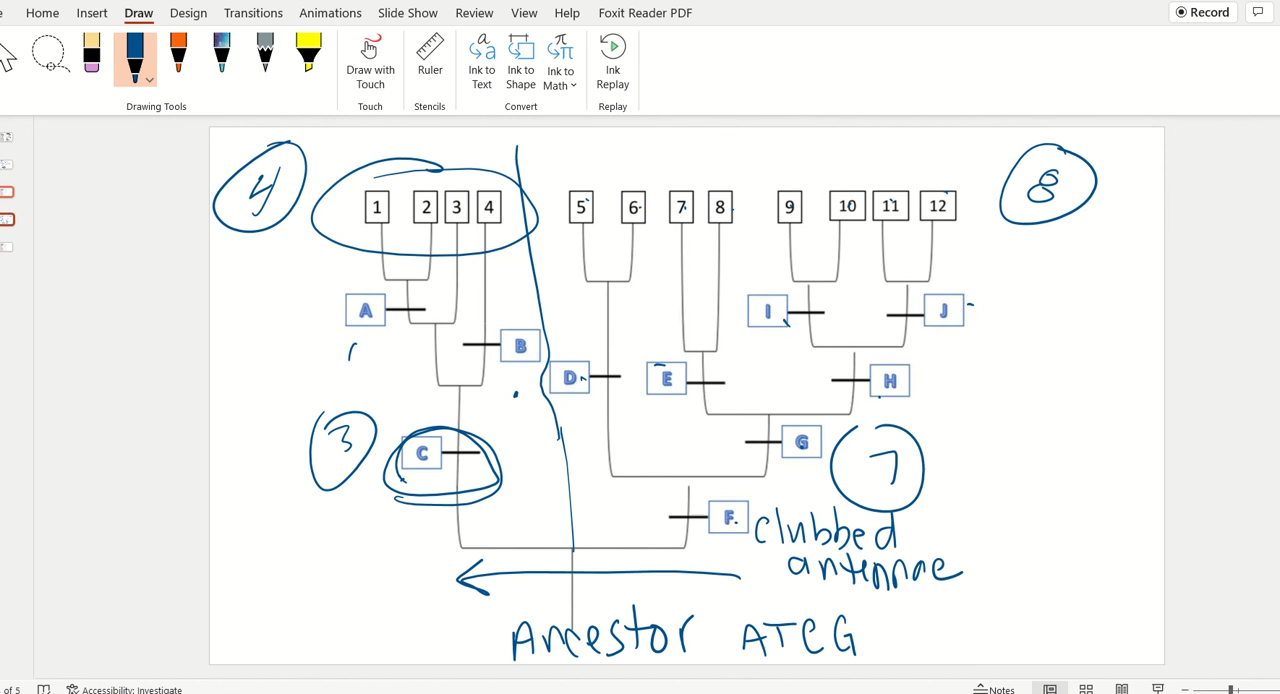 Home Insert Draw Design Transitions Animations Slide Show Review View Help Foxit Reader PDF Record
Draw with Touch Ruler Ink to Text Ink to Shape Ink to Math Ink Replay
Drawing Tools Touch Stencils Convert Replay
4 8
1 2 3 4 5 6 7 8 9 10 11 12
A I J
B
D E H
3 C G 7
F clubbed
antennae
Ancestor ATCG
of 5 Accessibility: Investigate Notes